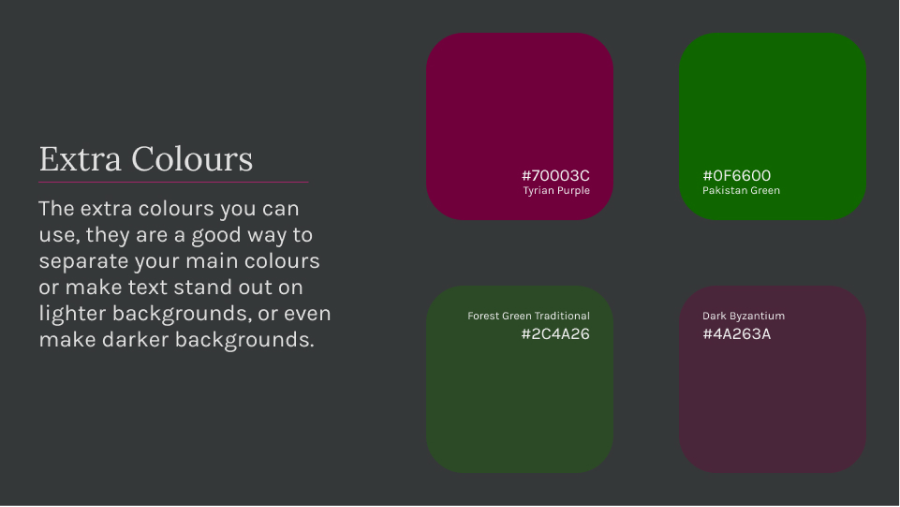 Extra Colours
The extra colours you can
use, they are a good way to
separate your main colours
or make text stand out on
lighter backgrounds, or even
make darker backgrounds.
#70003C
Tyrian Purple
#0F6600
Pakistan Green
Forest Green Traditional
#2C4A26
Dark Byzantium
#4A263A